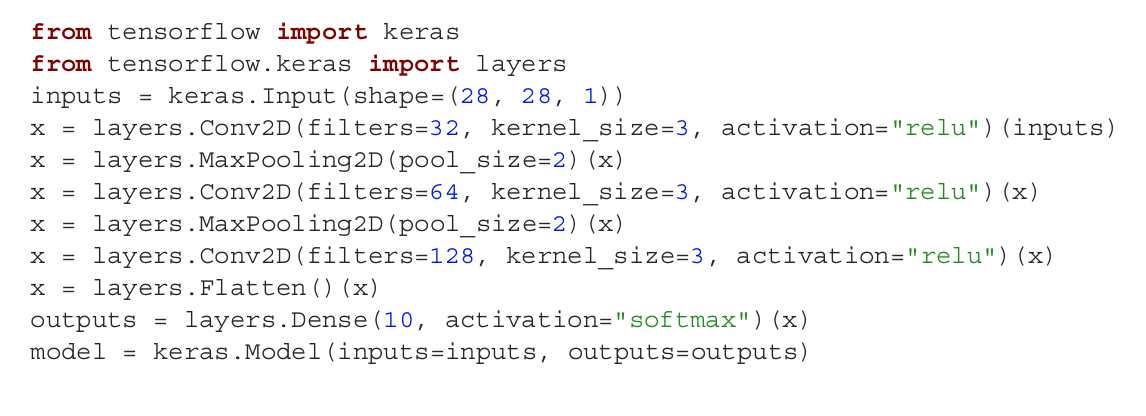 from tensorflow import keras
from tensorflow.keras import layers
inputs = keras.Input(shape=(28, 28, 1))
x = layers.Conv2D(filters=32, kernel_size=3, activation="relu")(inputs)
x = layers.MaxPooling2D(pool_size=2)(x)
x = layers.Conv2D(filters=64, kernel_size=3, activation="relu")(x)
x = layers.MaxPooling2D(pool_size=2)(x)
x = layers.Conv2D(filters=128, kernel_size=3, activation="relu")(x)
x = layers.Flatten()(x)
outputs = layers.Dense(10, activation="softmax")(x)
model = keras.Model(inputs=inputs, outputs=outputs)